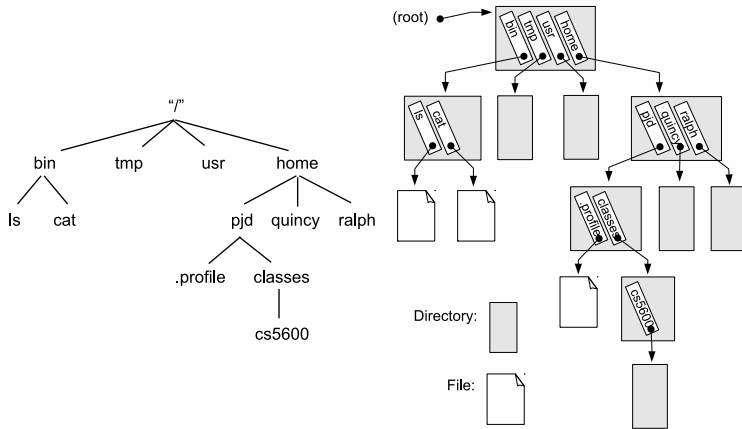 “/”
bin tmp usr home
ls cat pjd quincy ralph
.profile classes
cs5600
(root)
bin
tmp
usr
home
ls
cat
pjd
quincy
ralph
.profile
classes
cs5600
Directory:
File: